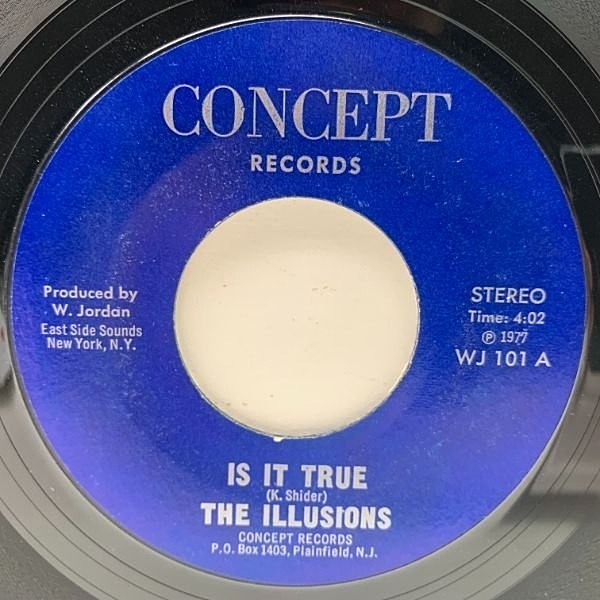 CONCEPT
RECORDS
Produced by
W. Jordan
East Side Sounds
New York, N.Y.
STEREO
Time: 4:02
℗ 1977
WJ 101 A
IS IT TRUE
(K. Shider)
THE ILLUSIONS
CONCEPT RECORDS
P.O. Box 1403, Plainfield, N.J.